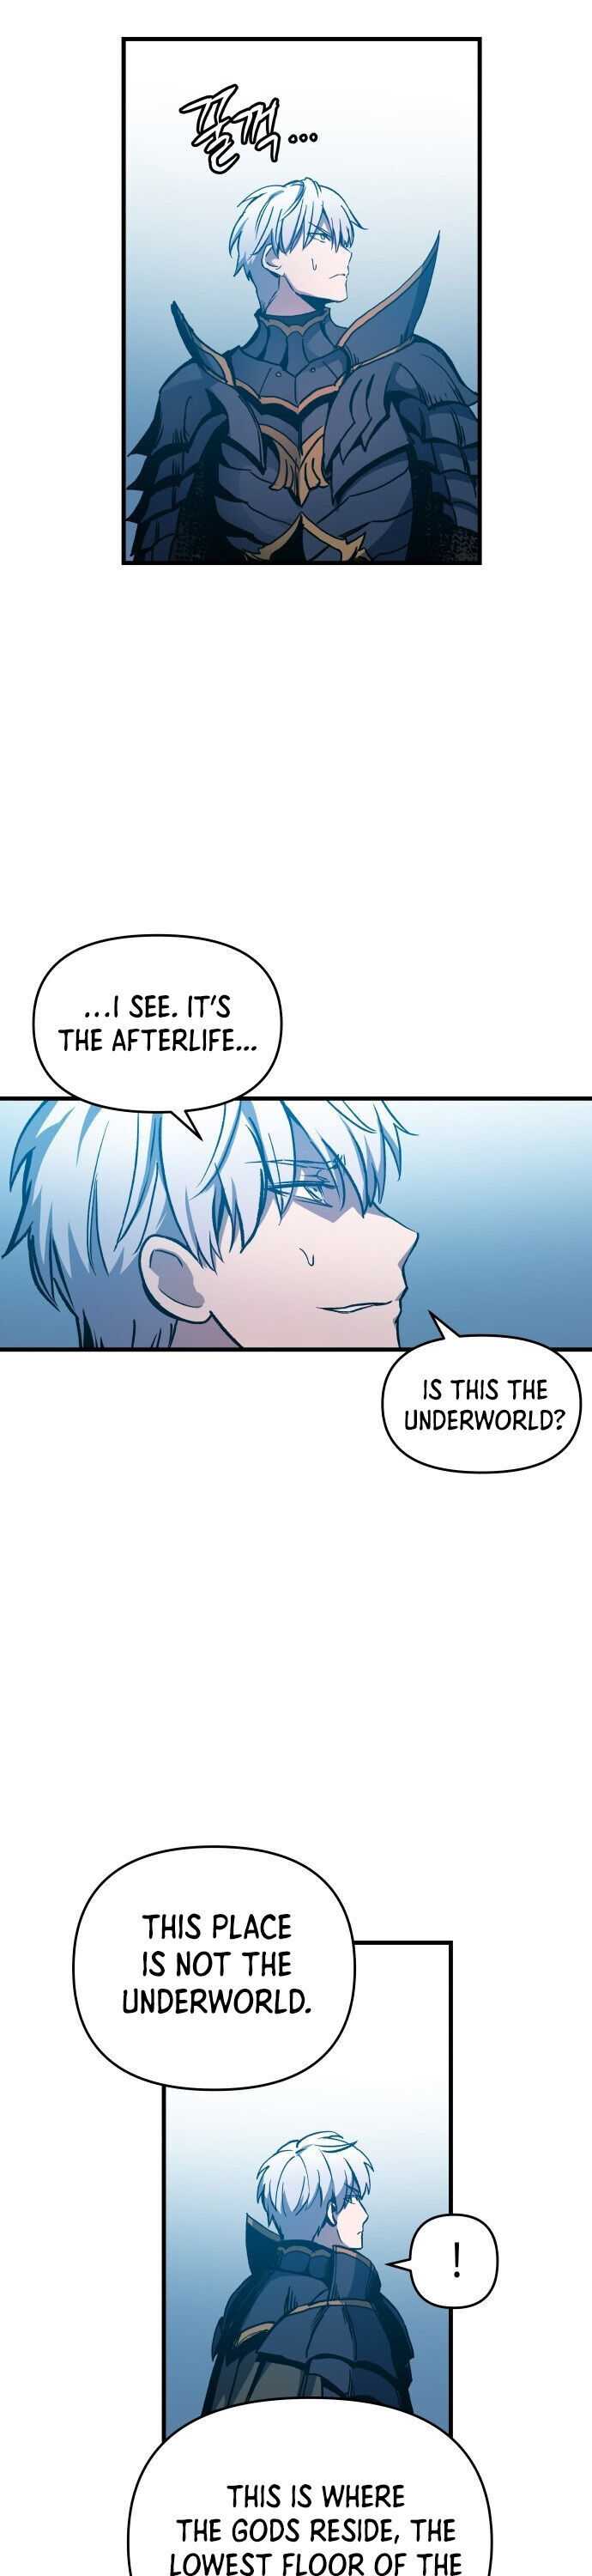 꿀꺽...
...I SEE. IT'S
THE AFTERLIFE...
IS THIS THE
UNDERWORLD?
THIS PLACE
IS NOT THE
UNDERWORLD.
!
THIS IS WHERE
THE GODS RESIDE, THE
LOWEST FLOOR OF THE